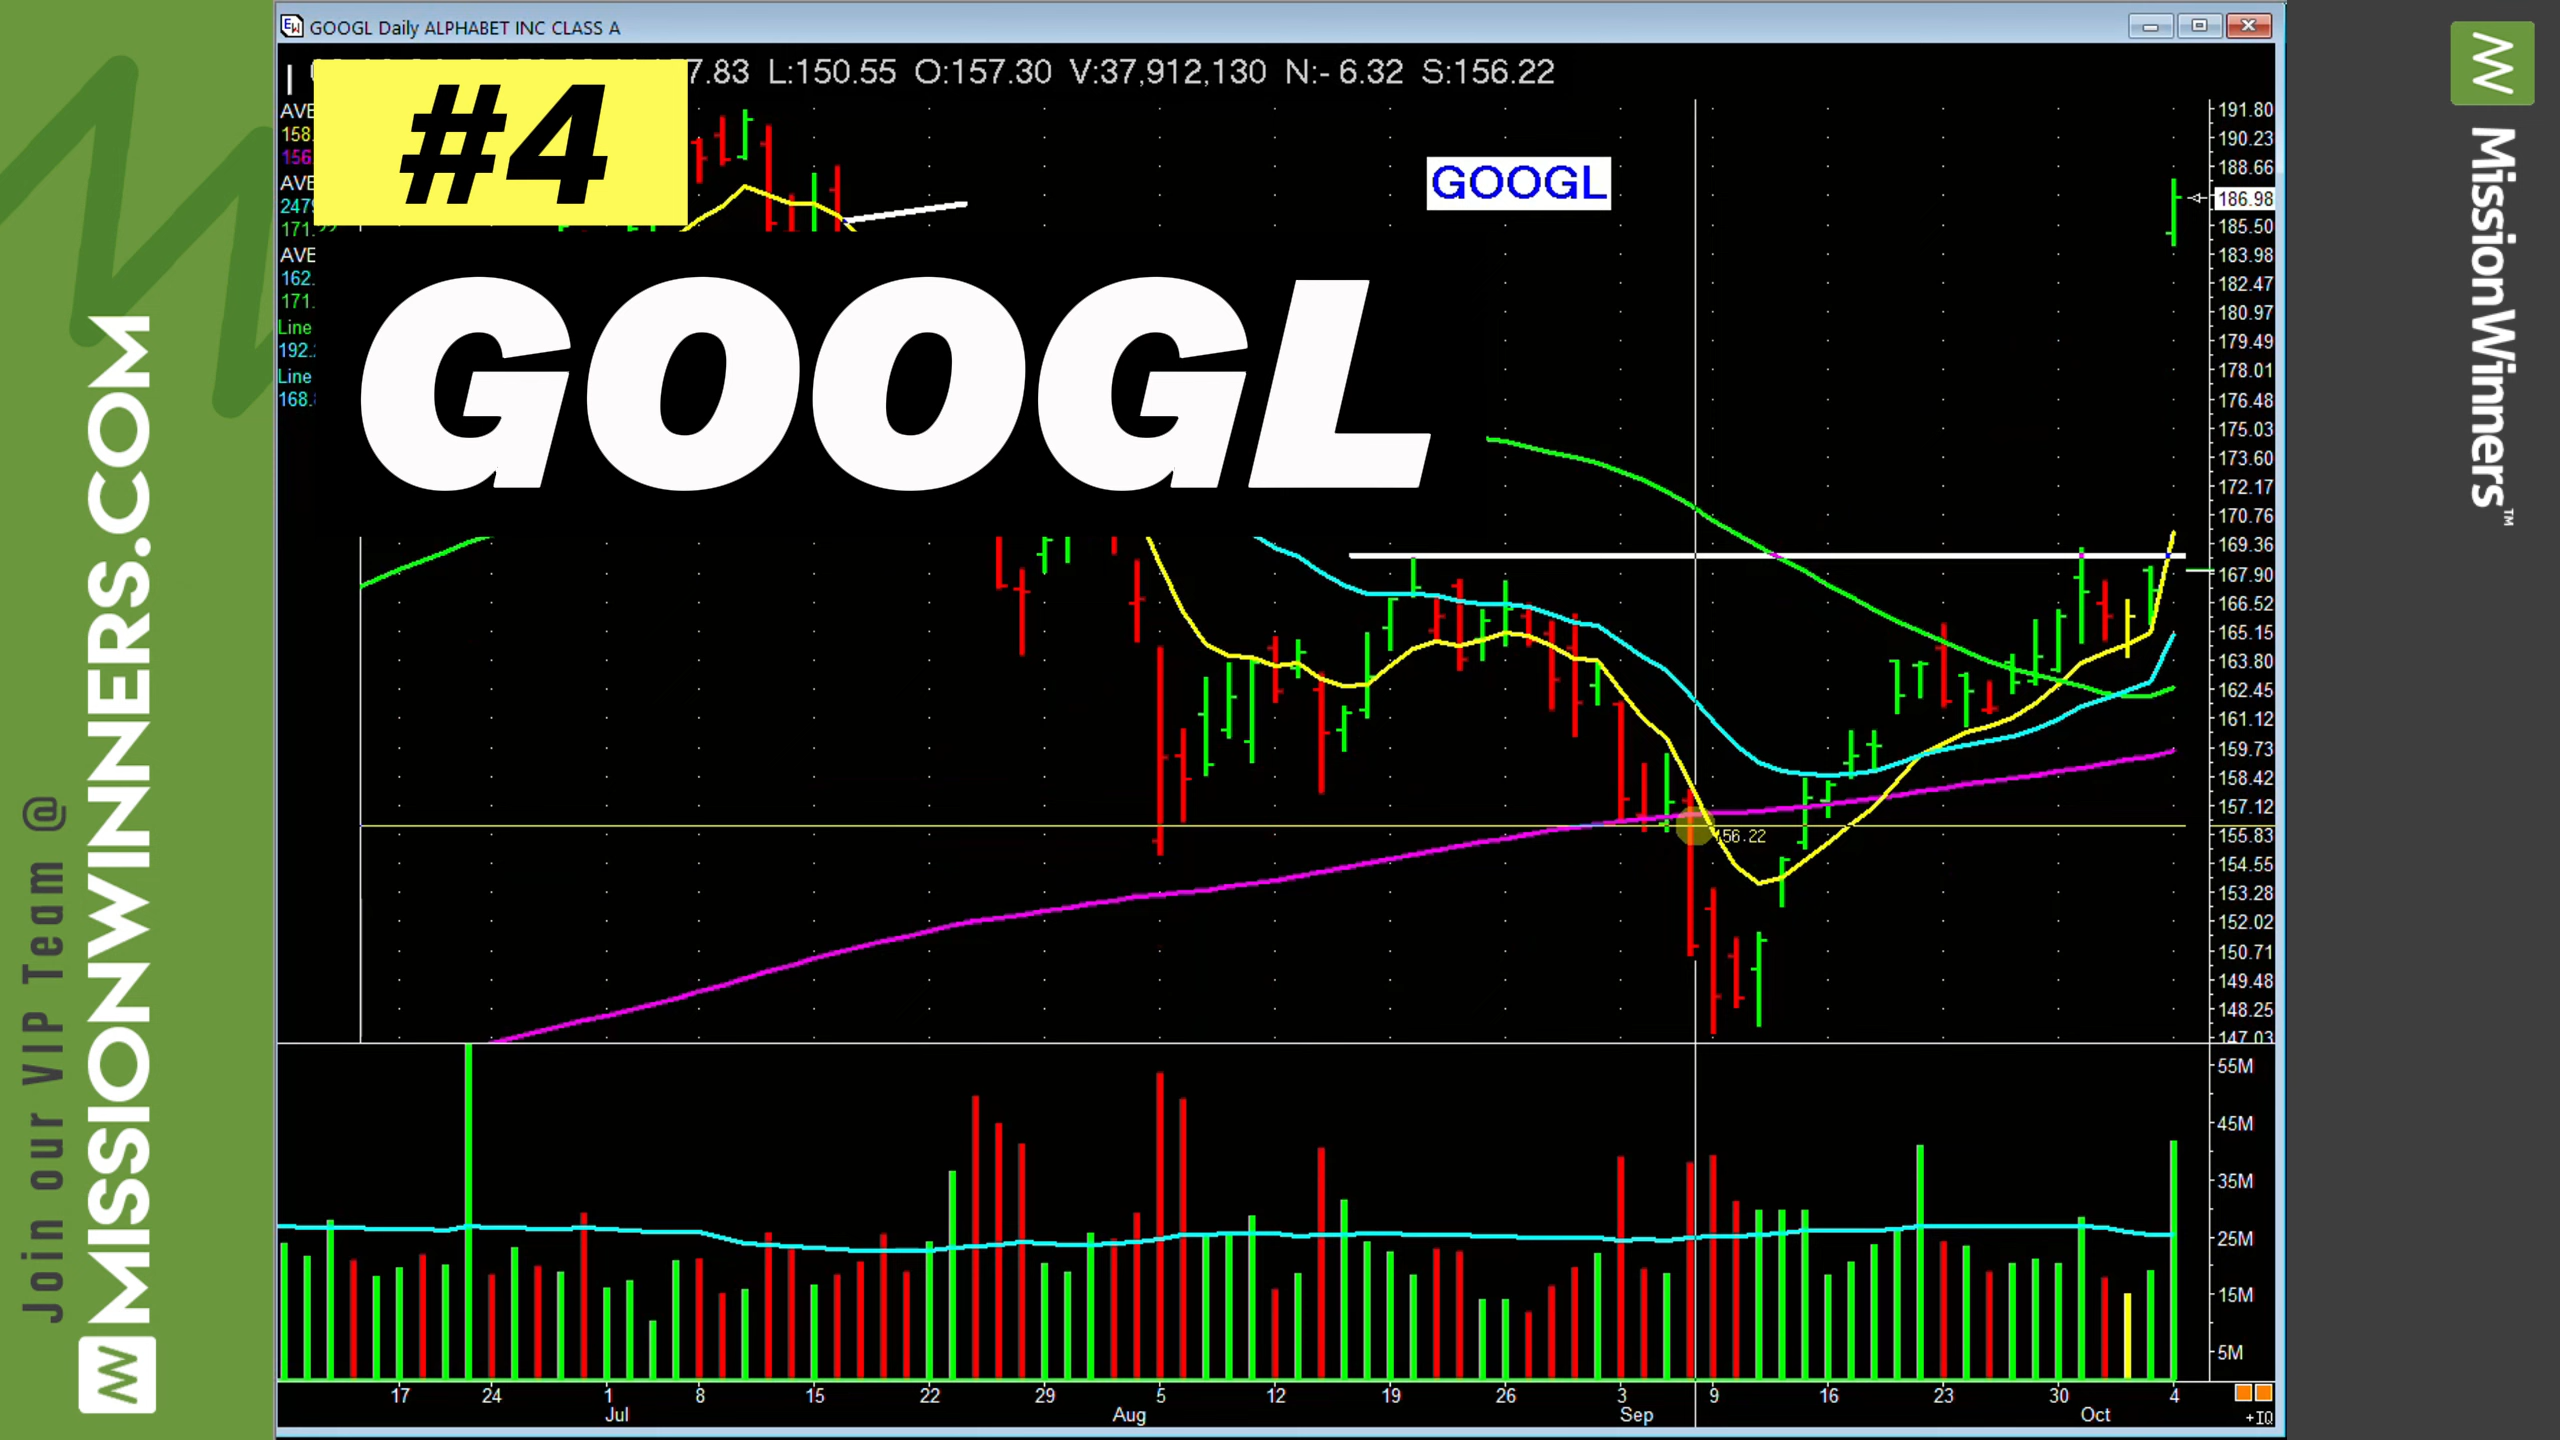 GOOGL Daily ALPHABET INC CLASS A
7.83 L:150.55 O:157.30 V:37,912,130 N:- 6.32 S:156.22
#4
GOOGL
GOOGL
AVE
158.
156
AVE
247
171.
AVE
162.
171.
Line
192.
Line
168.
156.22
191.80
190.23
188.66
186.98
185.50
183.98
182.47
180.97
179.49
178.01
176.48
175.03
173.60
172.17
170.76
169.36
167.90
166.52
165.15
163.80
162.45
161.12
159.73
158.42
157.12
155.83
154.55
153.28
152.02
150.71
149.48
148.25
147.03
55M
45M
35M
25M
15M
5M
17 24 1 8 15 22 29 5 12 19 26 3 9 16 23 30 4
Jul Aug Sep Oct
+IQ
Join our VIP Team @
MISSIONWINNERS.COM
MissionWinners™